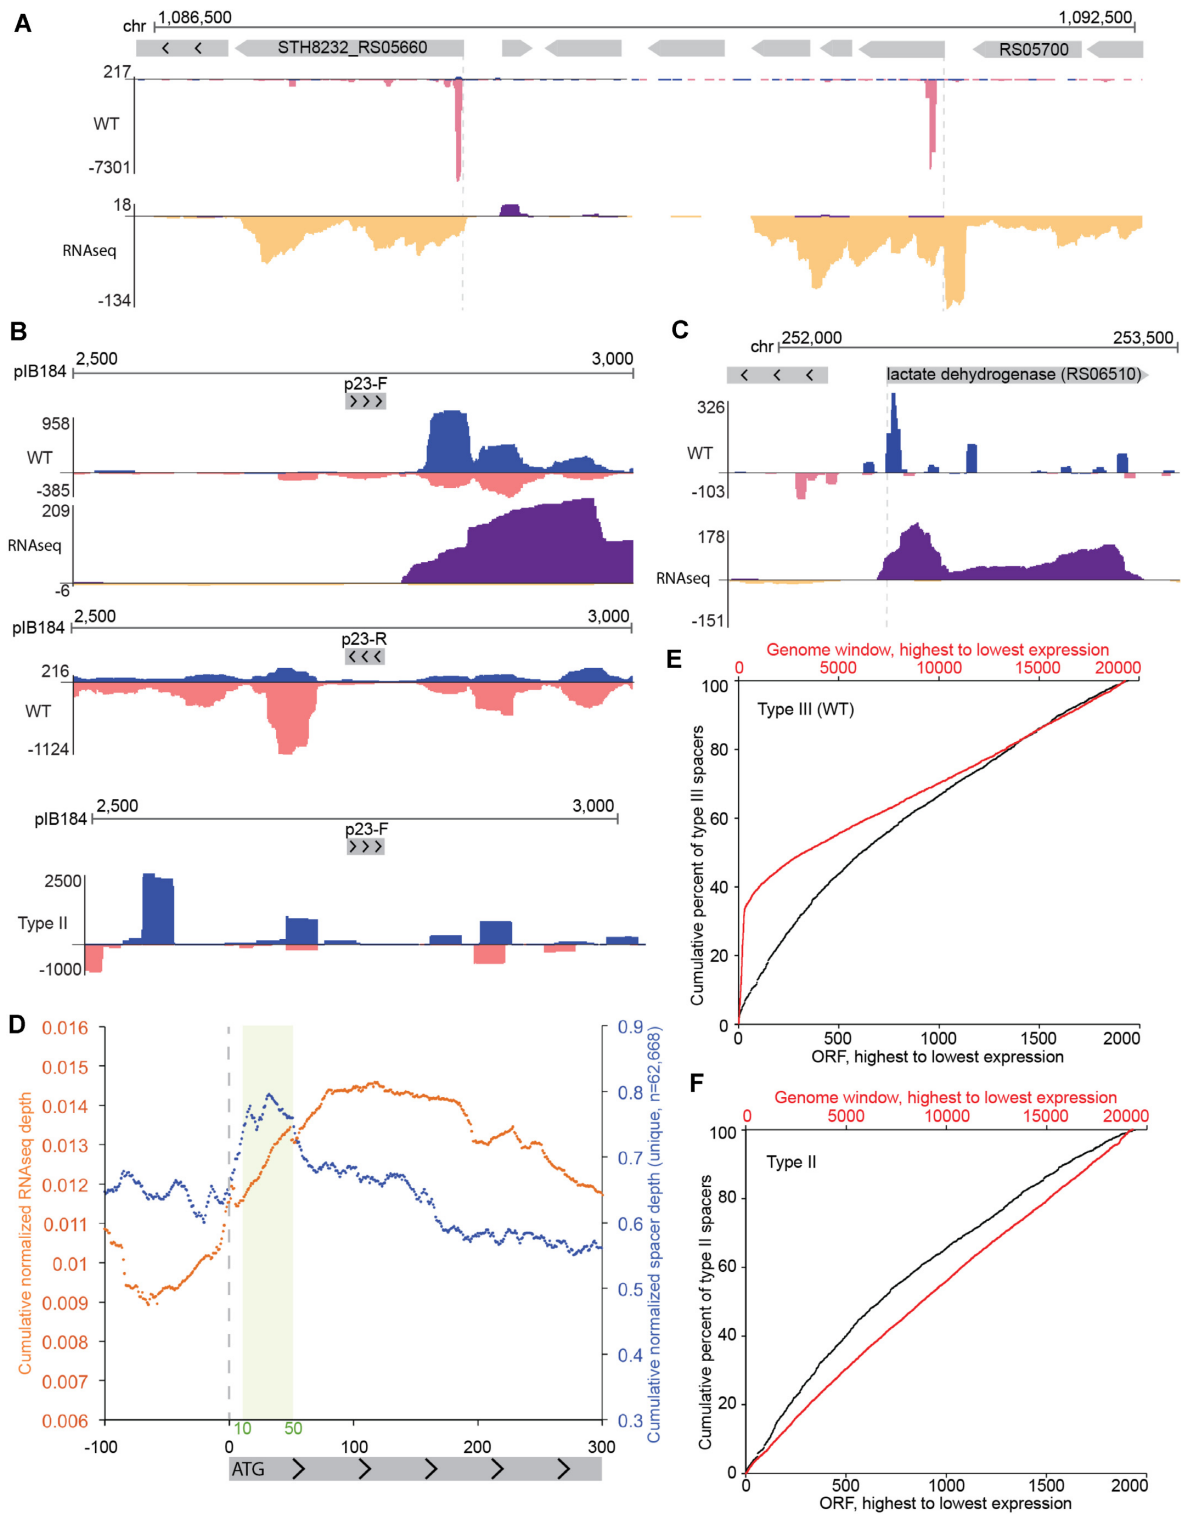 A
chr
1,086,500
1,092,500
STH8232_RS05660
RS05700
217
WT
-7301
18
RNAseq
-134
B
pIB184
2,500
3,000
p23-F
958
WT
-385
209
RNAseq
-6
pIB184
2,500
3,000
p23-R
216
WT
-1124
pIB184
2,500
3,000
p23-F
2500
Type II
-1000
C
chr
252,000
253,500
lactate dehydrogenase (RS06510)
326
WT
-103
178
RNAseq
-151
D
Cumulative normalized RNAseq depth
0.016
0.015
0.014
0.013
0.012
0.011
0.01
0.009
0.008
0.007
0.006
Cumulative normalized spacer depth (unique, n=62,668)
0.9
0.8
0.7
0.6
0.5
0.4
0.3
10
50
-100
0
100
200
300
ATG
E
Genome window, highest to lowest expression
0
5000
10000
15000
20000
Type III (WT)
Cumulative percent of type III spacers
100
80
60
40
20
0
0
500
1000
1500
2000
ORF, highest to lowest expression
F
Genome window, highest to lowest expression
0
5000
10000
15000
20000
Type II
Cumulative percent of type II spacers
100
80
60
40
20
0
0
500
1000
1500
2000
ORF, highest to lowest expression